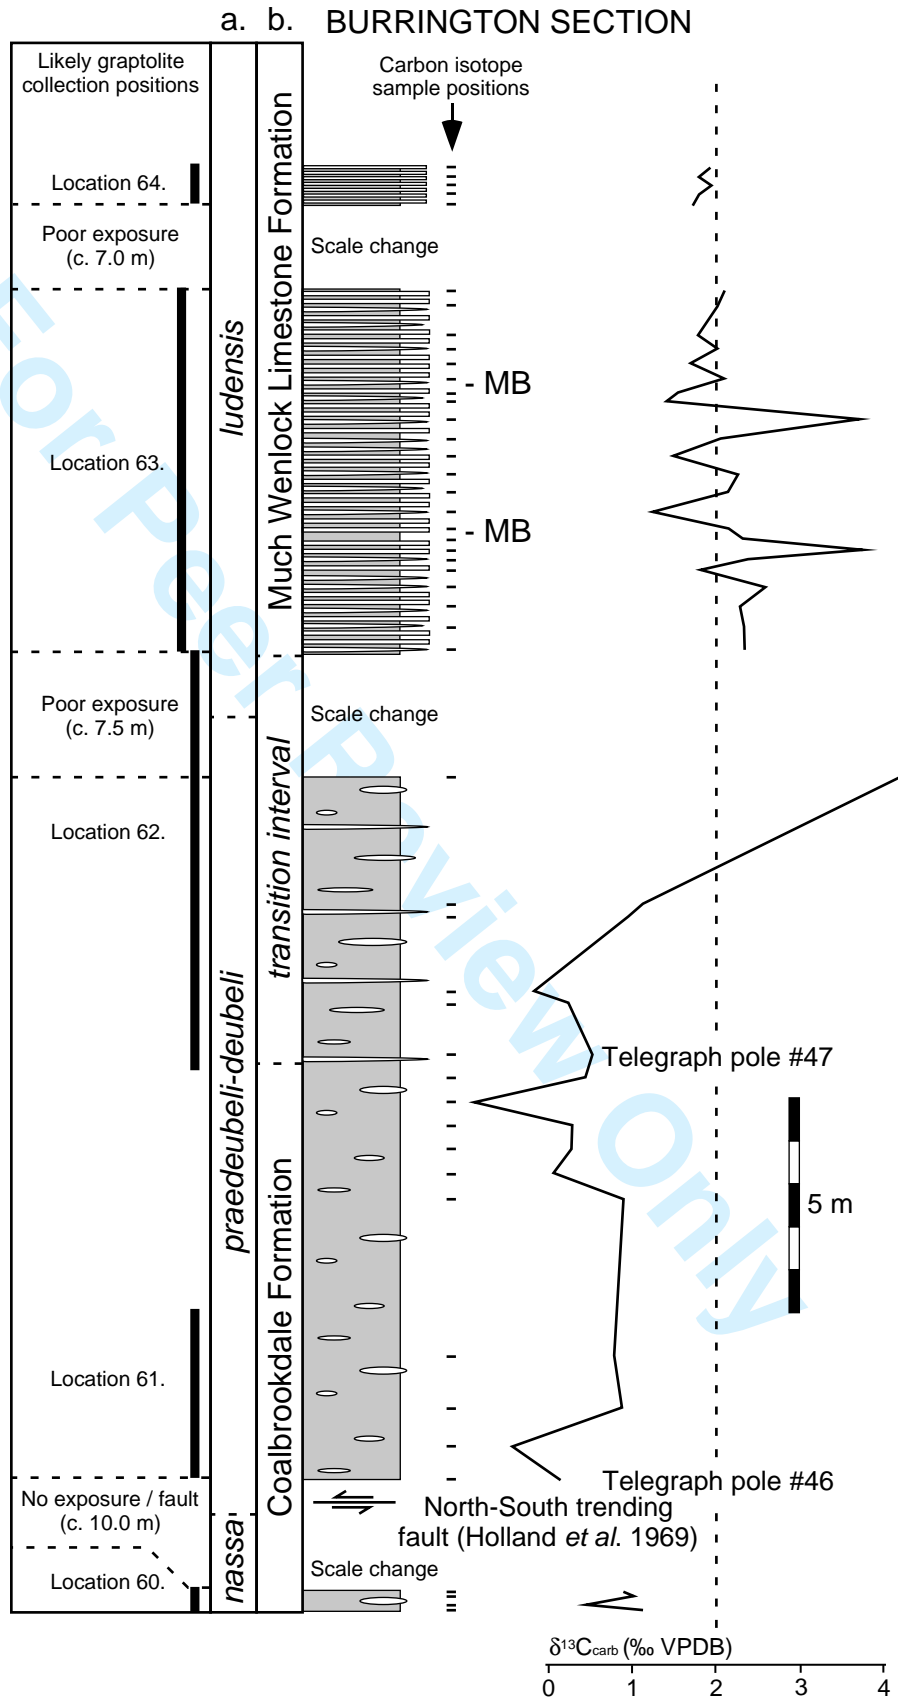 a. b. BURRINGTON SECTION
Likely graptolite
collection positions
Carbon isotope
sample positions
Location 64.
Poor exposure
(c. 7.0 m)
Scale change
ludensis
Much Wenlock Limestone Formation
- MB
Location 63.
- MB
Poor exposure
(c. 7.5 m)
Scale change
Location 62.
transition interval
praedeubeli-deubeli
Telegraph pole #47
5 m
Coalbrookdale Formation
Location 61.
Telegraph pole #46
No exposure / fault
(c. 10.0 m)
North-South trending
fault (Holland et al. 1969)
nassa
Scale change
Location 60.
δ¹³Ccarb (‰ VPDB)
0 1 2 3 4
For Peer Review Only